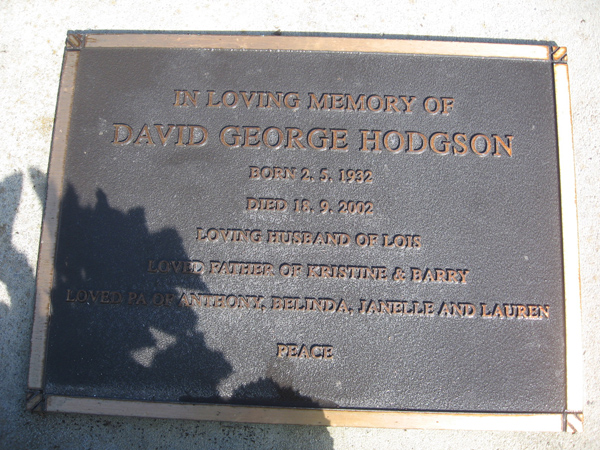 IN LOVING MEMORY OF
DAVID GEORGE HODGSON
BORN 2. 5. 1932
DIED 18. 9. 2002
LOVING HUSBAND OF LOIS
LOVED FATHER OF KRISTINE & BARRY
LOVED PA OF ANTHONY, BELINDA, JANELLE AND LAUREN
PEACE